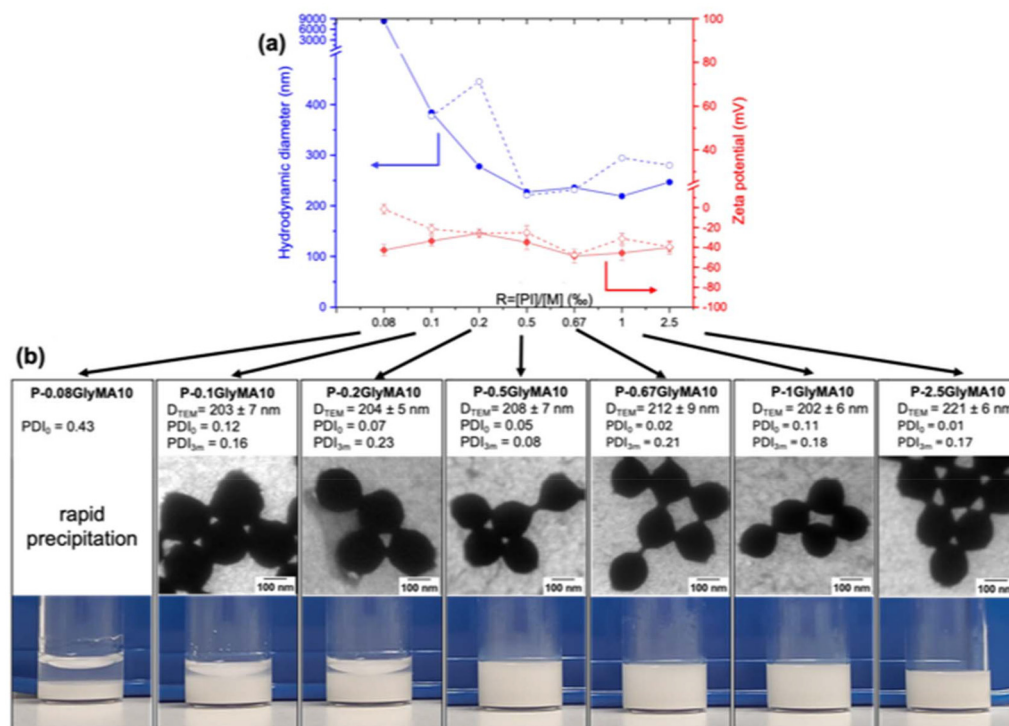 (a)
9000
6000
3000
400
300
200
100
0
Hydrodynamic diameter (nm)
100
80
60
40
0
-20
-40
-60
-80
-100
Zeta potential (mV)
R=[PI]/[M] (‰)
0.08 0.1 0.2 0.5 0.67 1 2.5
(b)
P-0.08GlyMA10
PDI₀ = 0.43
rapid
precipitation
P-0.1GlyMA10
D_TEM = 203 ± 7 nm
PDI₀ = 0.12
PDI₃ₘ = 0.16
100 nm
P-0.2GlyMA10
D_TEM = 204 ± 5 nm
PDI₀ = 0.07
PDI₃ₘ = 0.23
100 nm
P-0.5GlyMA10
D_TEM = 208 ± 7 nm
PDI₀ = 0.05
PDI₃ₘ = 0.08
100 nm
P-0.67GlyMA10
D_TEM = 212 ± 9 nm
PDI₀ = 0.02
PDI₃ₘ = 0.21
100 nm
P-1GlyMA10
D_TEM = 202 ± 6 nm
PDI₀ = 0.11
PDI₃ₘ = 0.18
100 nm
P-2.5GlyMA10
D_TEM = 221 ± 6 nm
PDI₀ = 0.01
PDI₃ₘ = 0.17
100 nm